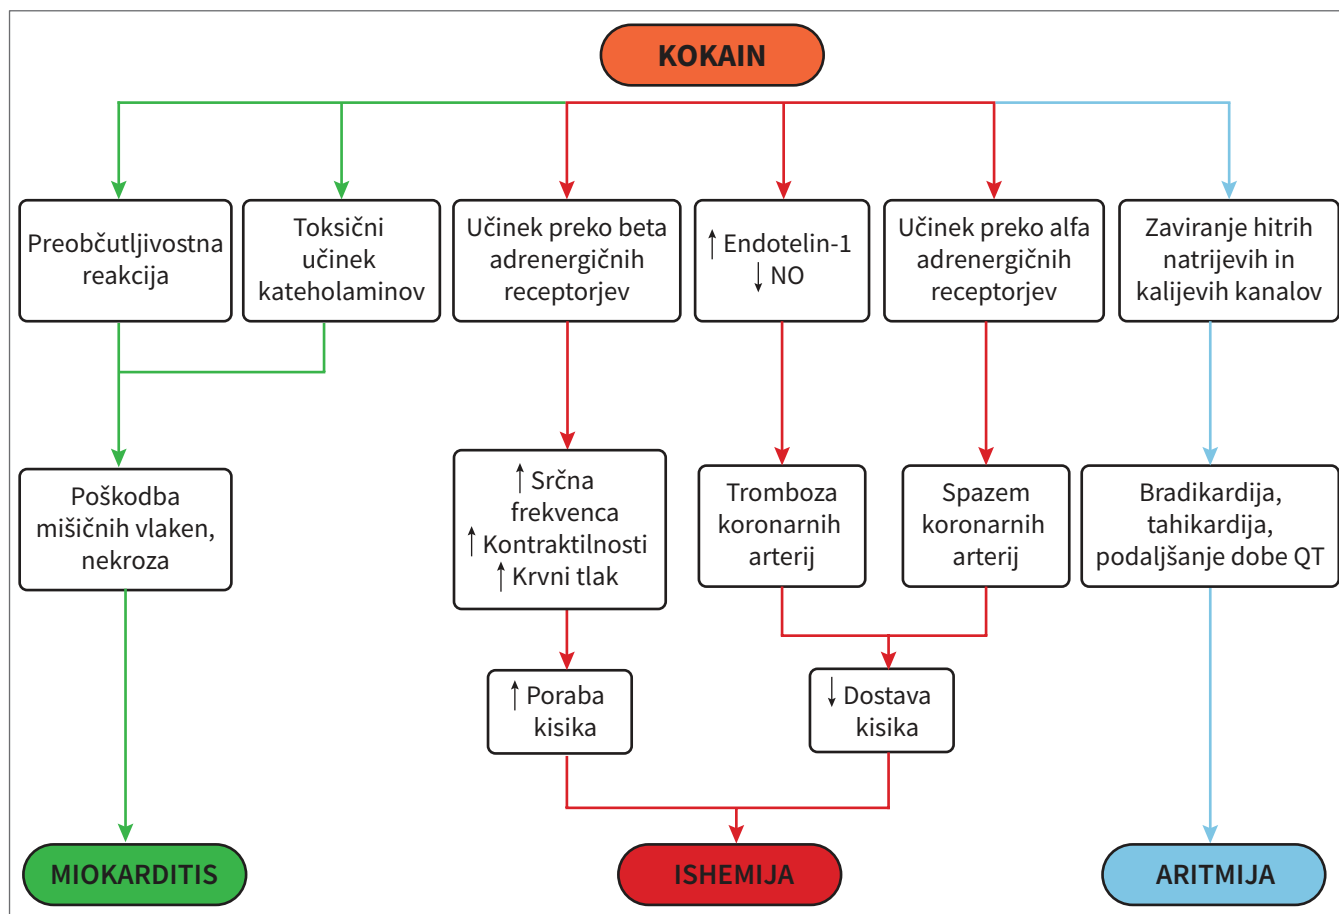 KOKAIN
Preobčutljivostna
reakcija
Toksični
učinek
kateholaminov
Učinek preko beta
adrenergičnih
receptorjev
↑ Endotelin-1
↓ NO
Učinek preko alfa
adrenergičnih
receptorjev
Zaviranje hitrih
natrijevih in
kalijevih kanalov
Poškodba
mišičnih vlaken,
nekroza
↑ Srčna
frekvenca
↑ Kontraktilnosti
↑ Krvni tlak
Tromboza
koronarnih
arterij
Spazem
koronarnih
arterij
Bradikardija,
tahikardija,
podaljšanje dobe QT
↑ Poraba
kisika
↓ Dostava
kisika
MIOKARDITIS
ISHEMIJA
ARITMIJA